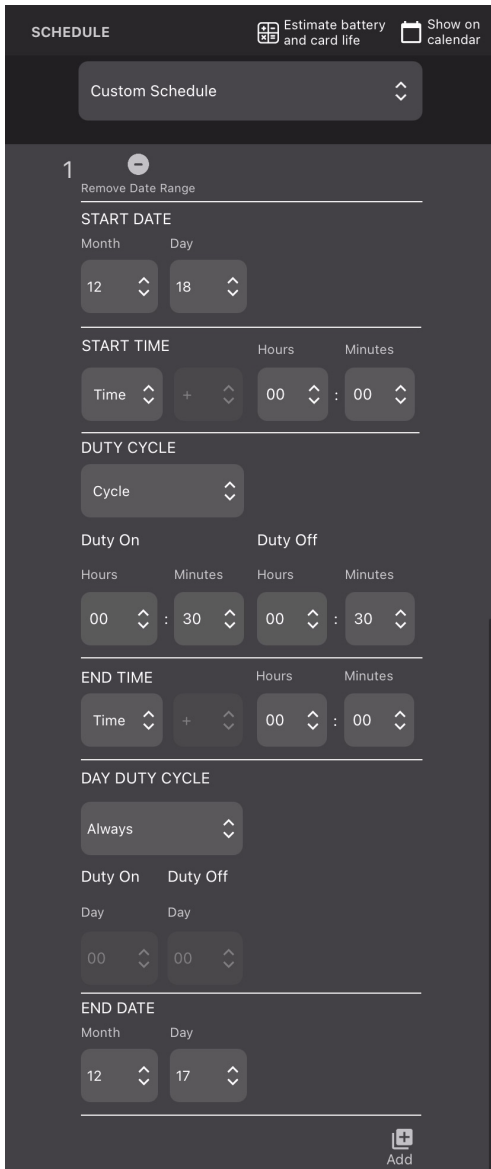 SCHEDULE
Estimate battery
and card life
Show on
calendar
Custom Schedule
1
Remove Date Range
START DATE
Month Day
12 18
START TIME Hours Minutes
Time + 00 : 00
DUTY CYCLE
Cycle
Duty On Duty Off
Hours Minutes Hours Minutes
00 : 30 00 : 30
END TIME Hours Minutes
Time + 00 : 00
DAY DUTY CYCLE
Always
Duty On Duty Off
Day Day
00 00
END DATE
Month Day
12 17
Add